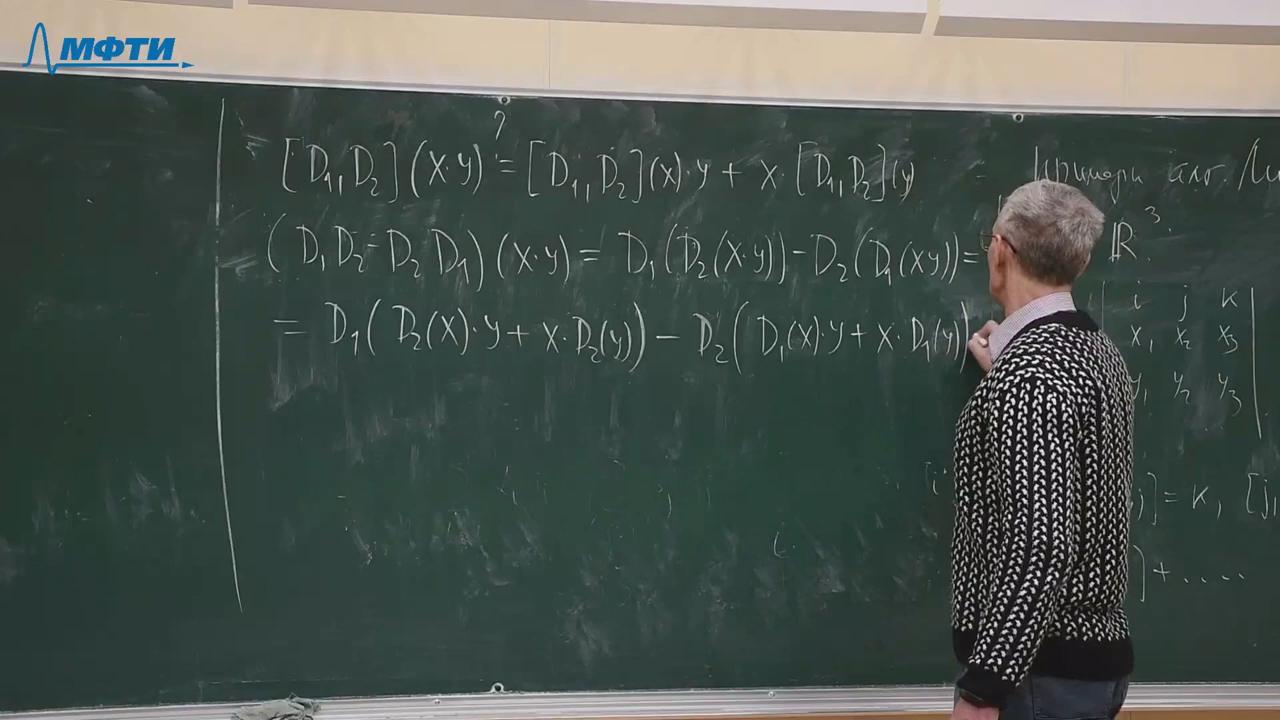 МФТИ
[D₁,D₂](x·y) ?= [D₁,D₂](x)·y + x·[D₁,D₂](y)
(D₁D₂ - D₂D₁)(x·y) = D₁(D₂(x·y)) - D₂(D₁(xy)) =
= D₁(D₂(x)·y + x·D₂(y)) - D₂(D₁(x)·y + x·D₁(y))
Примеры алг.
ℝ³.
i j k
x₁ x₂ x₃
y₁ y₂ y₃
j] = k, [j,
] + ....